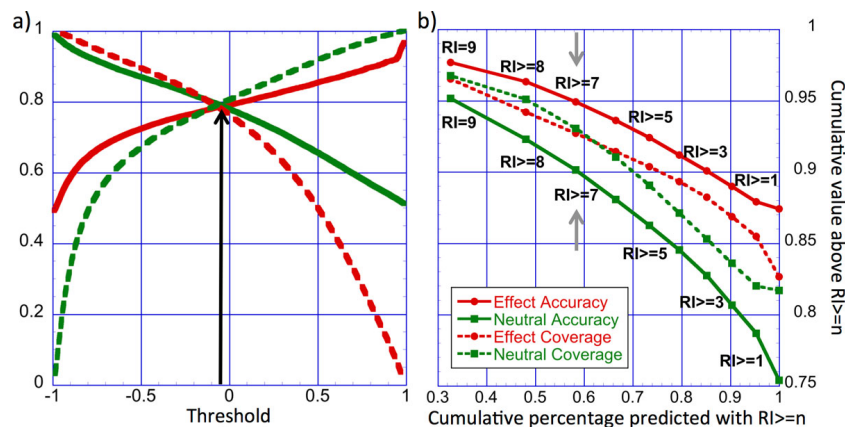 a)
1
0.8
0.6
0.4
0.2
0
-1
-0.5
0
0.5
1
Threshold
b)
RI=9
RI>=8
RI>=7
RI>=5
RI>=3
RI>=1
RI=9
RI>=8
RI>=7
RI>=5
RI>=3
RI>=1
Effect Accuracy
Neutral Accuracy
Effect Coverage
Neutral Coverage
1
0.95
0.9
0.85
0.8
0.75
Cumulative value above RI>=n
0.3
0.4
0.5
0.6
0.7
0.8
0.9
1
Cumulative percentage predicted with RI>=n